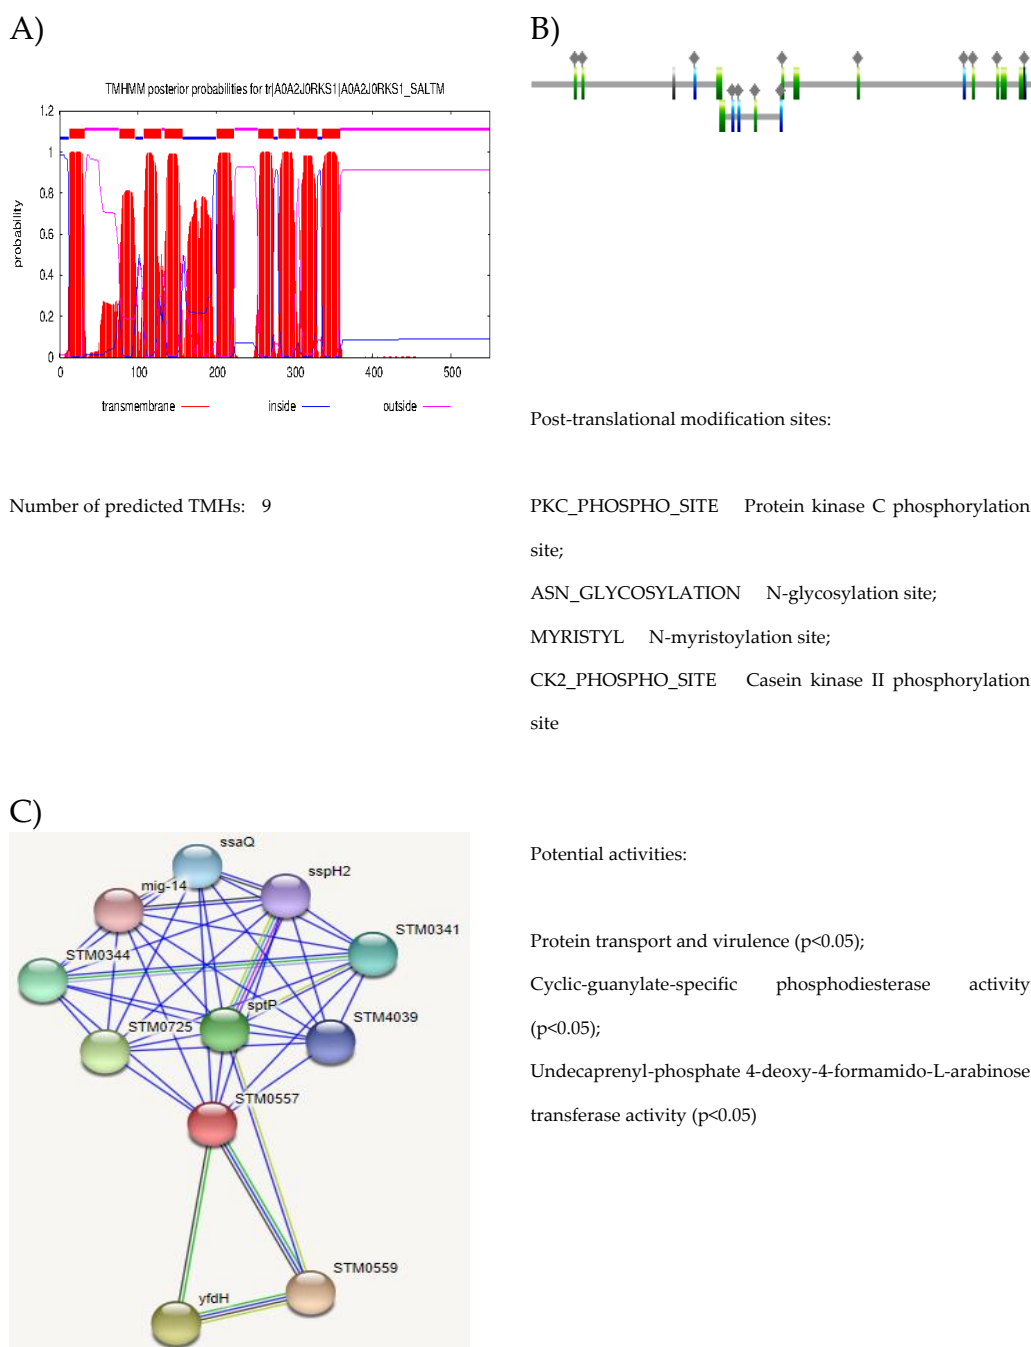 A)
TMHMM posterior probabilities for tr|A0A2J0RKS1|A0A2J0RKS1_SALTM
1.2
1
0.8
0.6
0.4
0.2
0
probability
0 100 200 300 400 500
transmembrane inside outside
Number of predicted TMHs: 9
B)
Post-translational modification sites:
PKC_PHOSPHO_SITE Protein kinase C phosphorylation
site;
ASN_GLYCOSYLATION N-glycosylation site;
MYRISTYL N-myristoylation site;
CK2_PHOSPHO_SITE Casein kinase II phosphorylation
site
C)
ssaQ
sspH2
mig-14
STM0341
STM0344
sptP
STM0725
STM4039
STM0557
STM0559
yfdH
Potential activities:
Protein transport and virulence (p<0.05);
Cyclic-guanylate-specific phosphodiesterase activity
(p<0.05);
Undecaprenyl-phosphate 4-deoxy-4-formamido-L-arabinose
transferase activity (p<0.05)